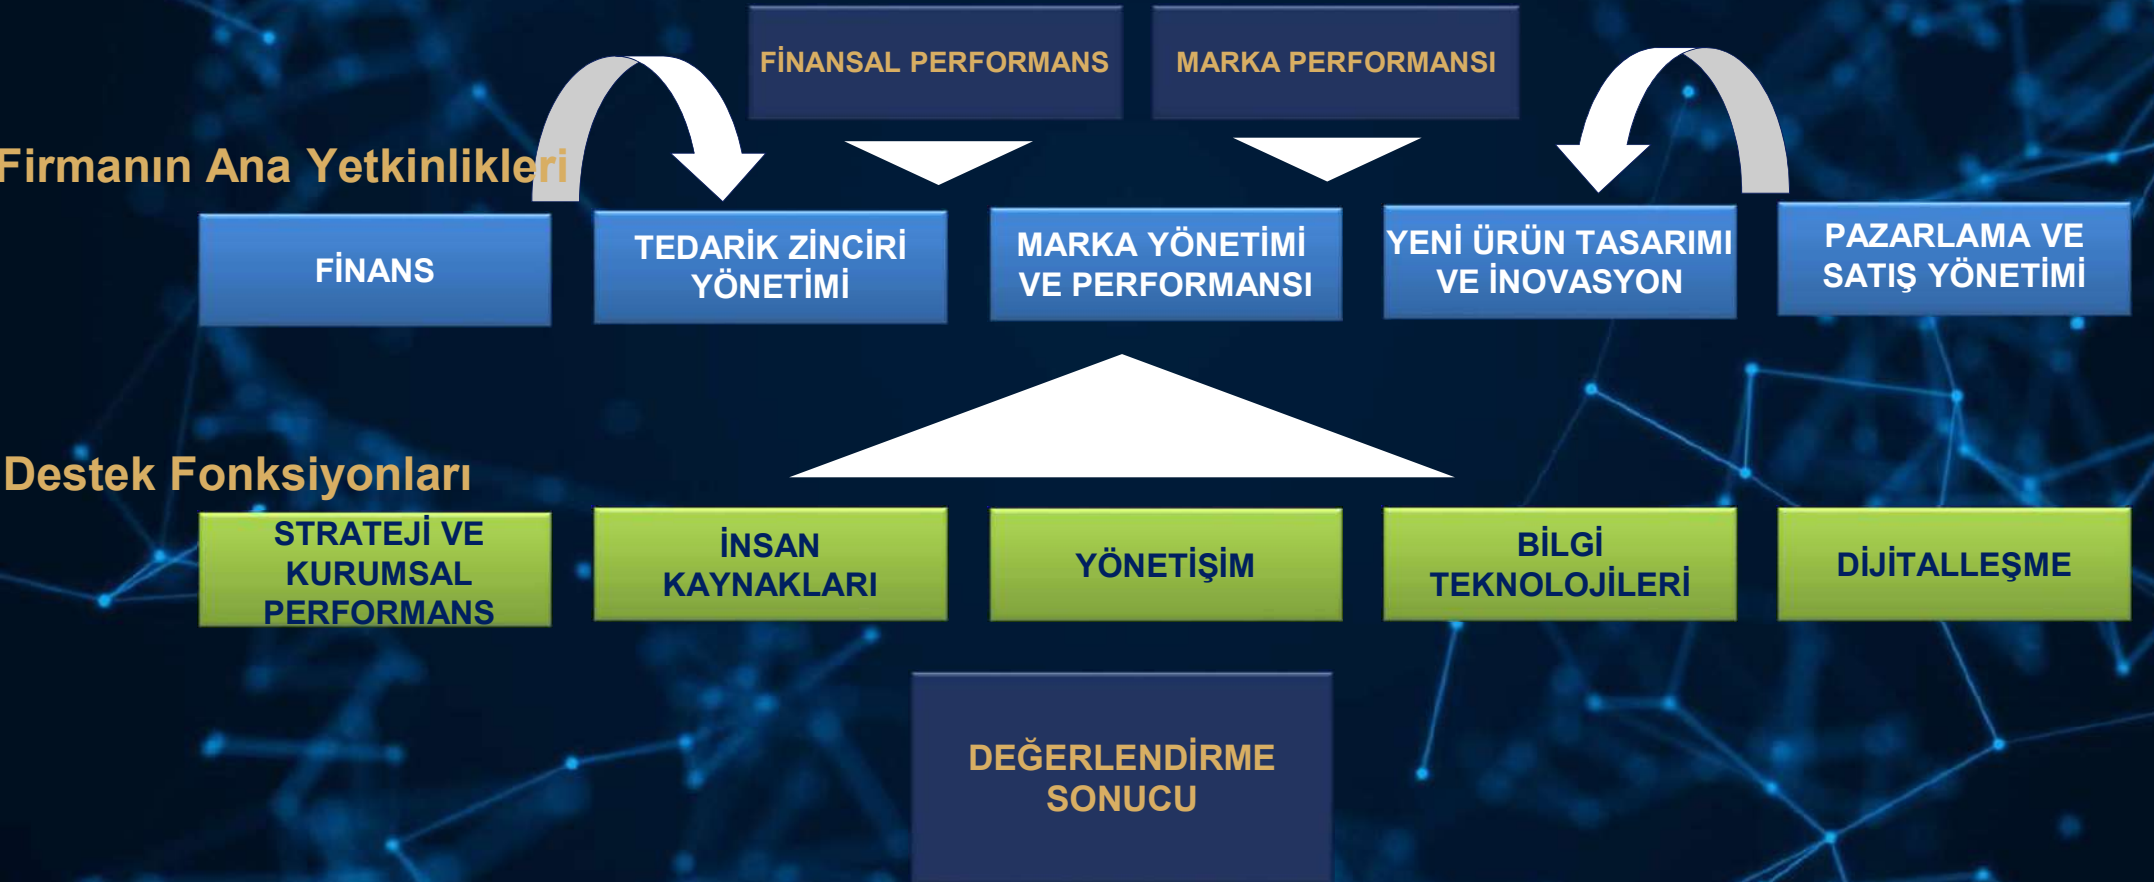 FİNANSAL PERFORMANS
MARKA PERFORMANSI
Firmanın Ana Yetkinlikleri
FİNANS
TEDARİK ZİNCİRİ
YÖNETİMİ
MARKA YÖNETİMİ
VE PERFORMANSI
YENİ ÜRÜN TASARIMI
VE İNOVASYON
PAZARLAMA VE
SATIŞ YÖNETİMİ
Destek Fonksiyonları
STRATEJİ VE
KURUMSAL
PERFORMANS
İNSAN
KAYNAKLARI
YÖNETİŞİM
BİLGİ
TEKNOLOJİLERİ
DİJİTALLEŞME
DEĞERLENDİRME
SONUCU